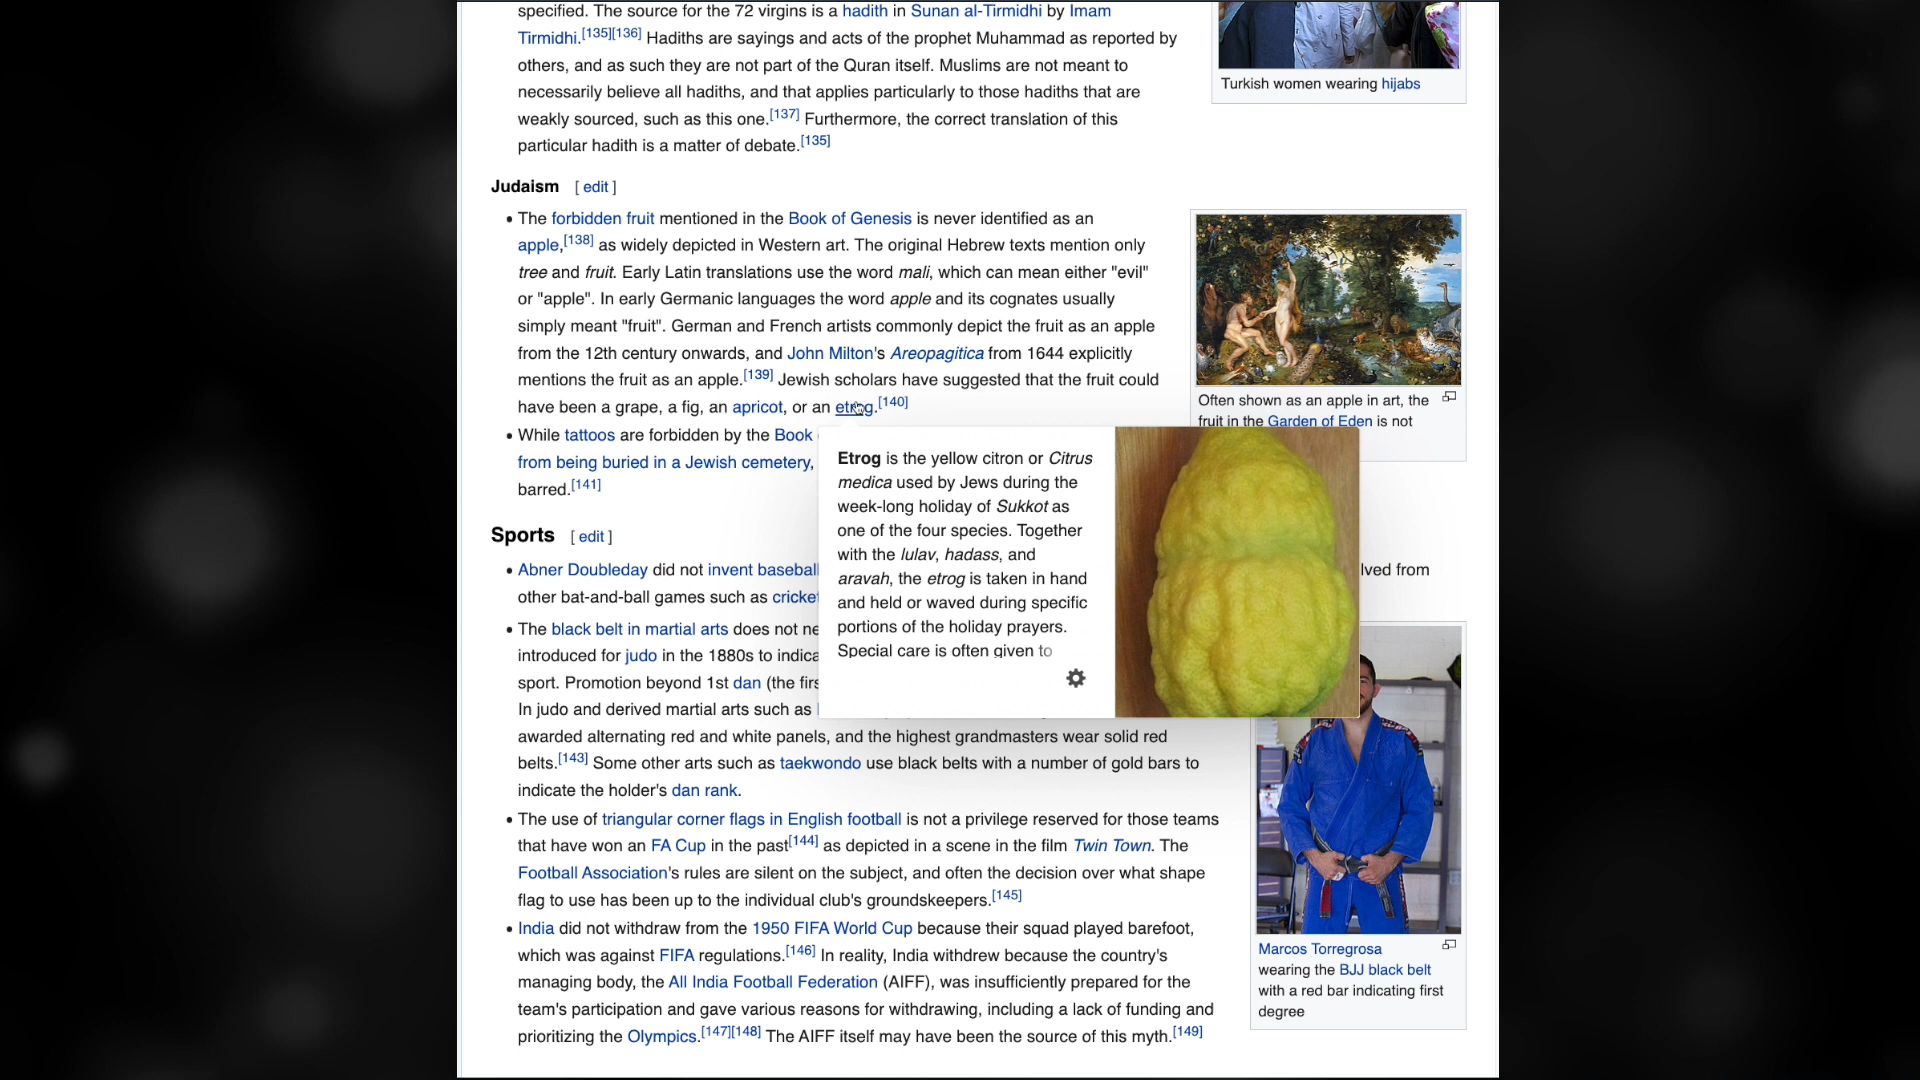 specified. The source for the 72 virgins is a hadith in Sunan al-Tirmidhi by Imam
Tirmidhi.[135][136] Hadiths are sayings and acts of the prophet Muhammad as reported by
others, and as such they are not part of the Quran itself. Muslims are not meant to
necessarily believe all hadiths, and that applies particularly to those hadiths that are
weakly sourced, such as this one.[137] Furthermore, the correct translation of this
particular hadith is a matter of debate.[135]
Turkish women wearing hijabs
Judaism [ edit ]
• The forbidden fruit mentioned in the Book of Genesis is never identified as an
apple,[138] as widely depicted in Western art. The original Hebrew texts mention only
tree and fruit. Early Latin translations use the word mali, which can mean either "evil"
or "apple". In early Germanic languages the word apple and its cognates usually
simply meant "fruit". German and French artists commonly depict the fruit as an apple
from the 12th century onwards, and John Milton's Areopagitica from 1644 explicitly
mentions the fruit as an apple.[139] Jewish scholars have suggested that the fruit could
have been a grape, a fig, an apricot, or an etrog.[140]
Often shown as an apple in art, the
fruit in the Garden of Eden is not
• While tattoos are forbidden by the Book
from being buried in a Jewish cemetery,
barred.[141]
Etrog is the yellow citron or Citrus
medica used by Jews during the
week-long holiday of Sukkot as
one of the four species. Together
with the lulav, hadass, and
aravah, the etrog is taken in hand
and held or waved during specific
portions of the holiday prayers.
Special care is often given to
Sports [ edit ]
• Abner Doubleday did not invent baseball
lved from
other bat-and-ball games such as cricket
• The black belt in martial arts does not ne
introduced for judo in the 1880s to indica
sport. Promotion beyond 1st dan (the firs
In judo and derived martial arts such as
awarded alternating red and white panels, and the highest grandmasters wear solid red
belts.[143] Some other arts such as taekwondo use black belts with a number of gold bars to
indicate the holder's dan rank.
• The use of triangular corner flags in English football is not a privilege reserved for those teams
that have won an FA Cup in the past[144] as depicted in a scene in the film Twin Town. The
Football Association's rules are silent on the subject, and often the decision over what shape
flag to use has been up to the individual club's groundskeepers.[145]
• India did not withdraw from the 1950 FIFA World Cup because their squad played barefoot,
which was against FIFA regulations.[146] In reality, India withdrew because the country's
managing body, the All India Football Federation (AIFF), was insufficiently prepared for the
team's participation and gave various reasons for withdrawing, including a lack of funding and
prioritizing the Olympics.[147][148] The AIFF itself may have been the source of this myth.[149]
Marcos Torregrosa
wearing the BJJ black belt
with a red bar indicating first
degree